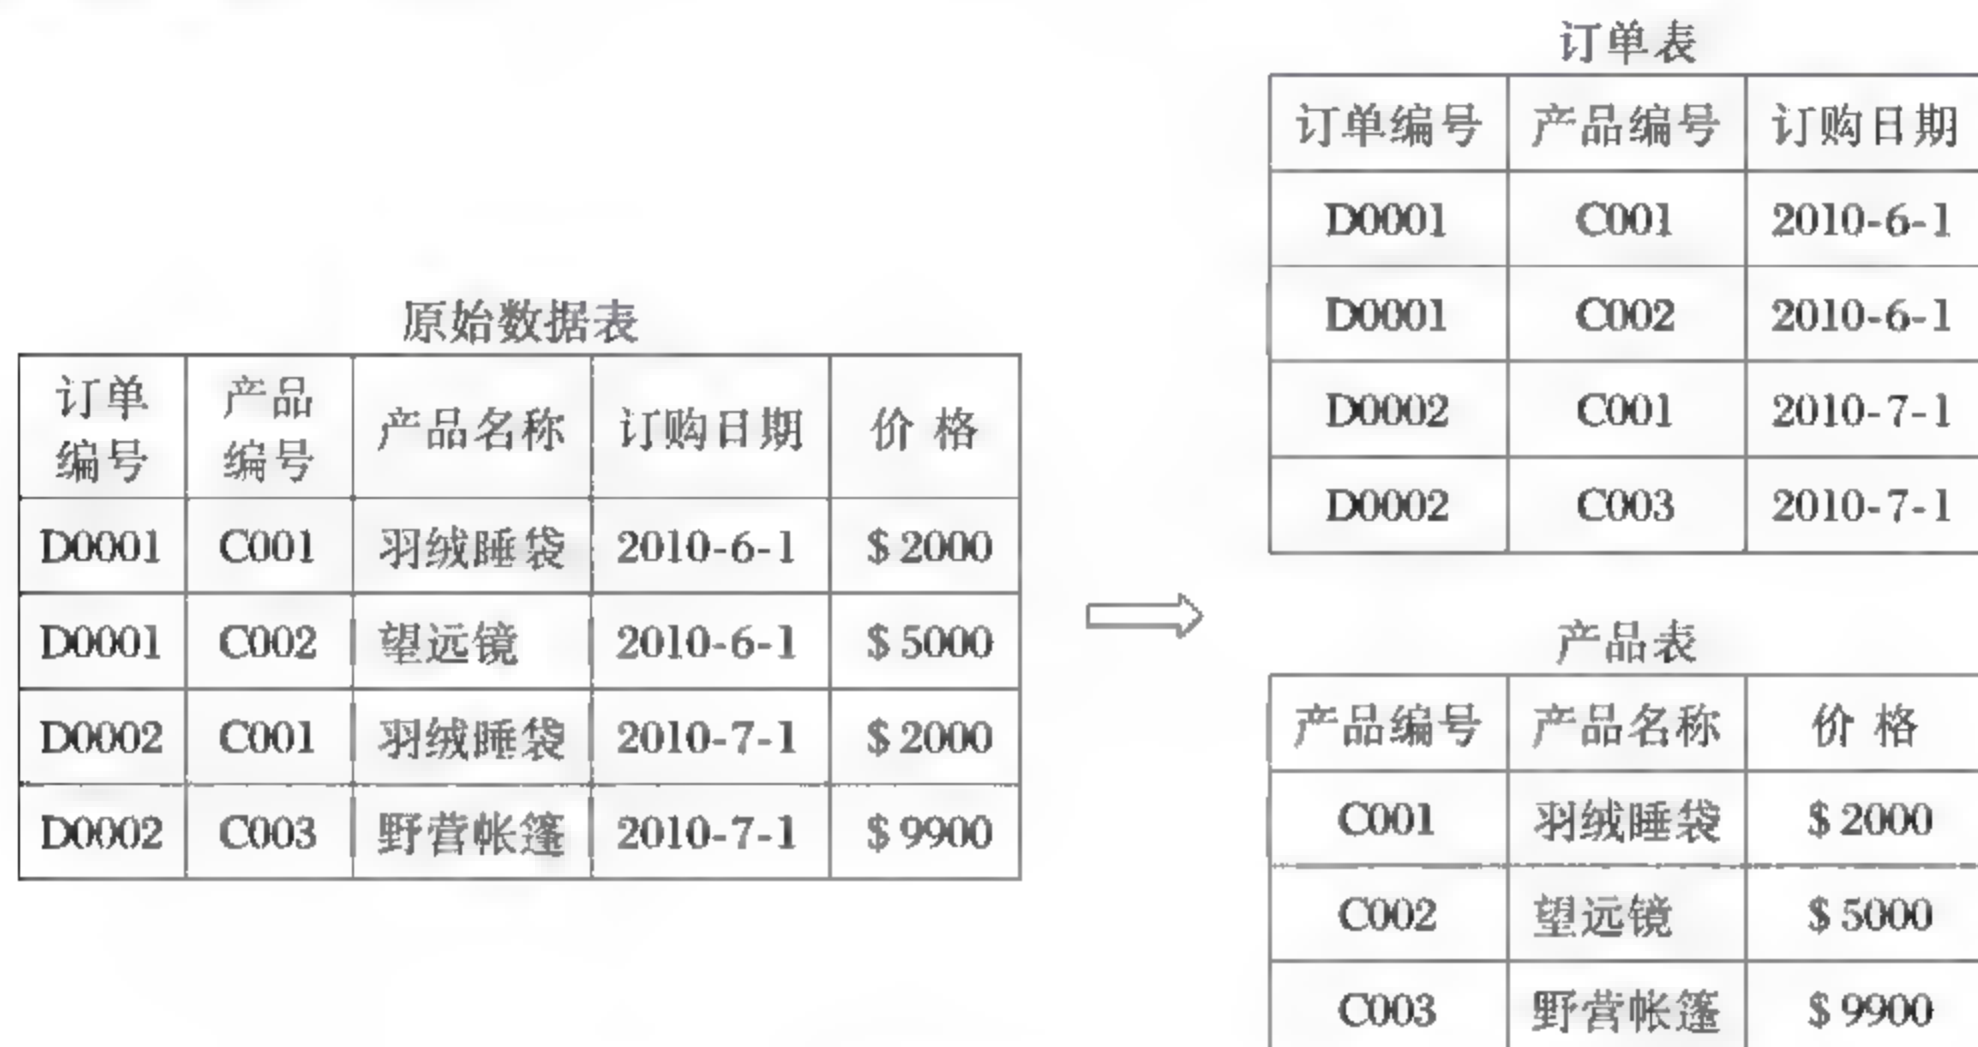 原始数据表
订单编号 产品编号 产品名称 订购日期 价 格
D0001 C001 羽绒睡袋 2010-6-1 $2000
D0001 C002 望远镜 2010-6-1 $5000
D0002 C001 羽绒睡袋 2010-7-1 $2000
D0002 C003 野营帐篷 2010-7-1 $9900
订单表
订单编号 产品编号 订购日期
D0001 C001 2010-6-1
D0001 C002 2010-6-1
D0002 C001 2010-7-1
D0002 C003 2010-7-1
产品表
产品编号 产品名称 价 格
C001 羽绒睡袋 $2000
C002 望远镜 $5000
C003 野营帐篷 $9900